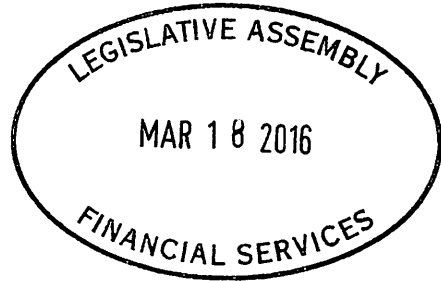 LEGISLATIVE ASSEMBLY
MAR 18 2016
FINANCIAL SERVICES